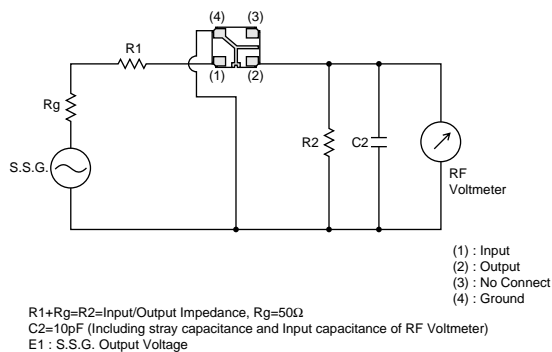 (4)
(3)
R1
(1)
(2)
Rg
R2
C2
S.S.G.
RF
Voltmeter
(1) : Input
(2) : Output
(3) : No Connect
(4) : Ground
R1+Rg=R2=Input/Output Impedance, Rg=50Ω
C2=10pF (Including stray capacitance and Input capacitance of RF Voltmeter)
E1 : S.S.G. Output Voltage